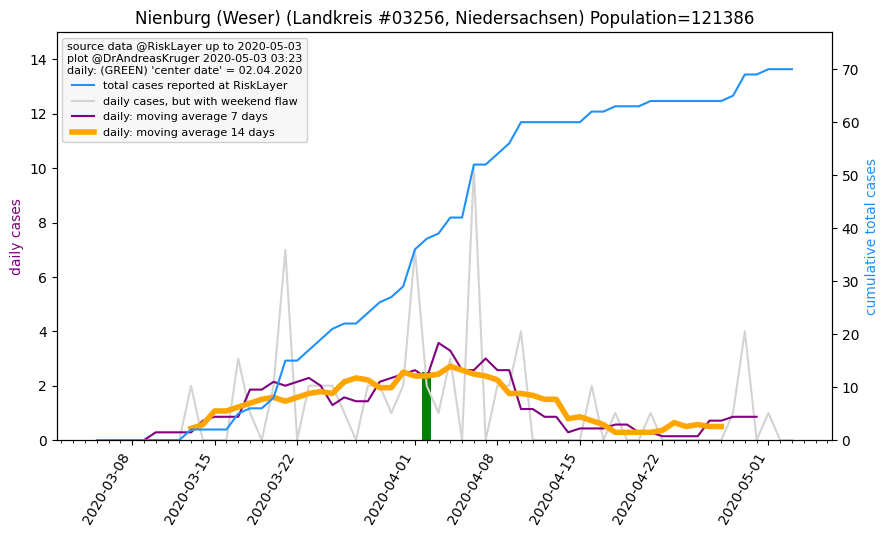 Nienburg (Weser) (Landkreis #03256, Niedersachsen) Population=121386
source data @RiskLayer up to 2020-05-03
plot @DrAndreasKruger 2020-05-03 03:23
daily: (GREEN) 'center date' = 02.04.2020
total cases reported at RiskLayer
daily cases, but with weekend flaw
daily: moving average 7 days
daily: moving average 14 days
daily cases
14
12
10
8
6
4
2
0
70
60
50
40
30
20
10
0
cumulative total cases
2020-03-08
2020-03-15
2020-03-22
2020-04-01
2020-04-08
2020-04-15
2020-04-22
2020-05-01